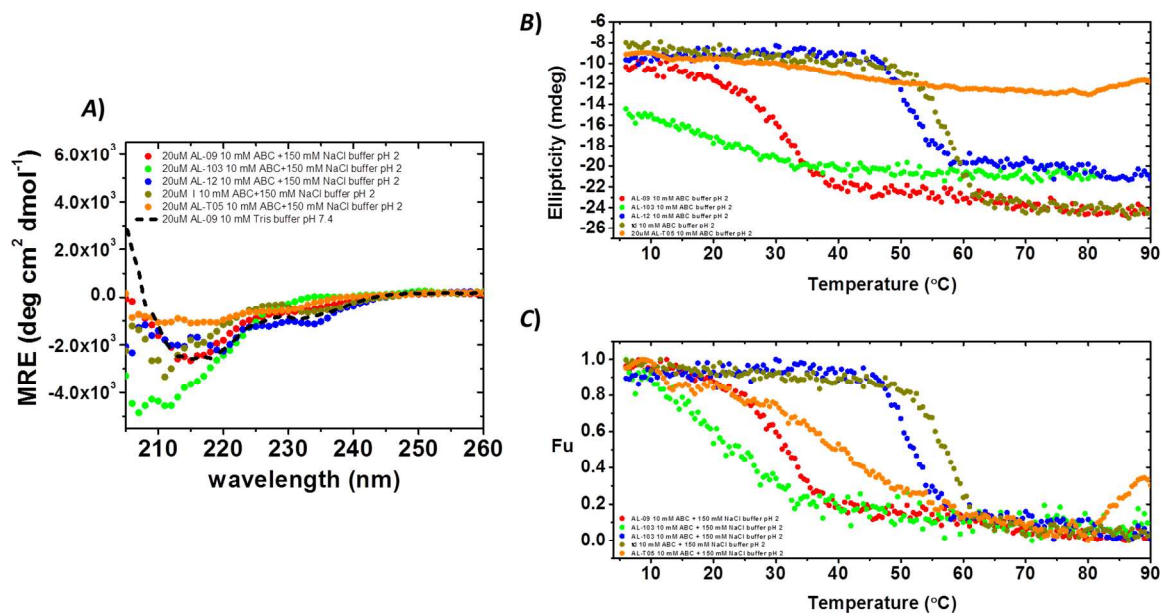 A)
MRE (deg cm² dmol⁻¹)
6.0x10³
4.0x10³
2.0x10³
0.0
-2.0x10³
-4.0x10³
20uM AL-09 10 mM ABC +150 mM NaCl buffer pH 2
20uM AL-103 10 mM ABC+150 mM NaCl buffer pH 2
20uM AL-12 10 mM ABC+150 mM NaCl buffer pH 2
20uM I 10 mM ABC+150 mM NaCl buffer pH 2
20uM AL-T05 10 mM ABC+150 mM NaCl buffer pH 2
20uM AL-09 10 mM Tris buffer pH 7.4
210 220 230 240 250 260
wavelength (nm)
B)
Ellipticity (mdeg)
-6
-8
-10
-12
-14
-16
-18
-20
-22
-24
-26
AL-09 10 mM ABC buffer pH 2
AL-103 10 mM ABC buffer pH 2
AL-12 10 mM ABC buffer pH 2
10 mM ABC buffer pH 2
20uM AL-T05 10 mM ABC buffer pH 2
10 20 30 40 50 60 70 80 90
Temperature (°C)
C)
Fu
1.0
0.8
0.6
0.4
0.2
0.0
AL-09 10 mM ABC + 150 mM NaCl buffer pH 2
AL-103 10 mM ABC + 150 mM NaCl buffer pH 2
AL-103 10 mM ABC + 150 mM NaCl buffer pH 2
10 mM ABC + 150 mM NaCl buffer pH 2
AL-T05 10 mM ABC + 150 mM NaCl buffer pH 2
10 20 30 40 50 60 70 80 90
Temperature (°C)